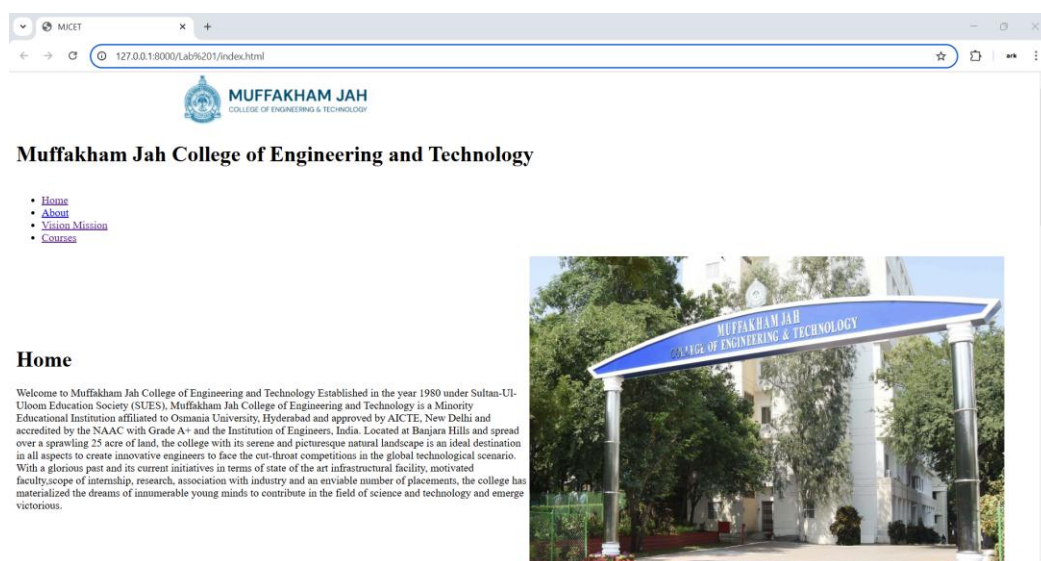 MJCET
127.0.0.1:8000/Lab%201/index.html
ork
MUFFAKHAM JAH
COLLEGE OF ENGINEERING & TECHNOLOGY
Muffakham Jah College of Engineering and Technology
Home
About
Vision Mission
Courses
Home
Welcome to Muffakham Jah College of Engineering and Technology Established in the year 1980 under Sultan-Ul-
Uloom Education Society (SUES), Muffakham Jah College of Engineering and Technology is a Minority
Educational Institution affiliated to Osmania University, Hyderabad and approved by AICTE, New Delhi and
accredited by the NAAC with Grade A+ and the Institution of Engineers, India. Located at Banjara Hills and spread
over a sprawling 25 acre of land, the college with its serene and picturesque natural landscape is an ideal destination
in all aspects to create innovative engineers to face the cut-throat competitions in the global technological scenario.
With a glorious past and its current initiatives in terms of state of the art infrastructural facility, motivated
faculty,scope of internship, research, association with industry and an enviable number of placements, the college has
materialized the dreams of innumerable young minds to contribute in the field of science and technology and emerge
victorious.
MUFFAKHAM JAH
COLLEGE OF ENGINEERING & TECHNOLOGY